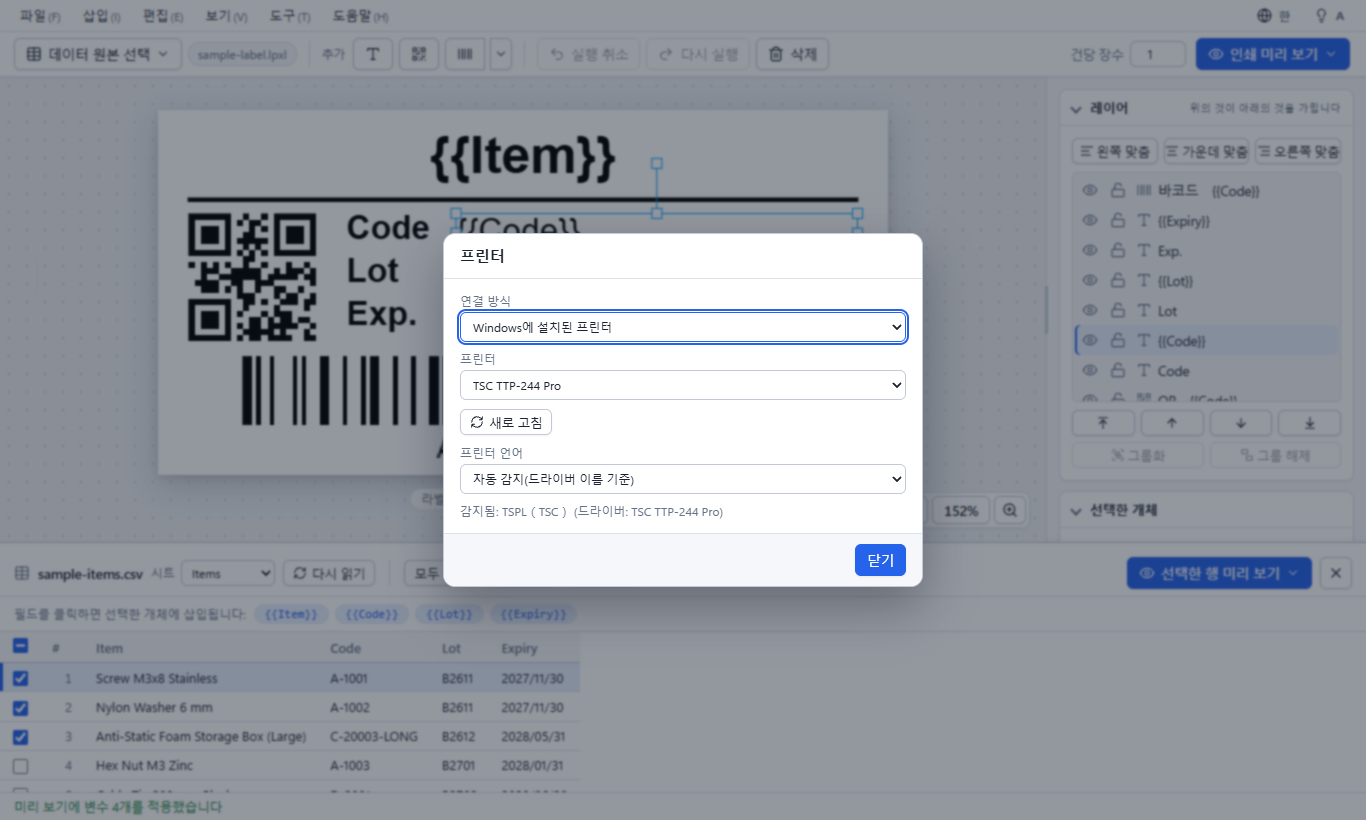 파일(F) 삽입(I) 편집(E) 보기(V) 도구(T) 도움말(H) 한 A
데이터 원본 선택 sample-label.lpxl 추가 T 실행 취소 다시 실행 삭제 건당 장수 1 인쇄 미리 보기
{{Item}}
Code {{Code}}
Lot
Exp.
레이어 위의 것이 아래의 것을 가립니다
왼쪽 맞춤 가운데 맞춤 오른쪽 맞춤
바코드 {{Code}}
T {{Expiry}}
T Exp.
T {{Lot}}
T Lot
T {{Code}}
T Code
QR {{Code}}
그룹화 그룹 해제
선택한 개체
152%
프린터
연결 방식
Windows에 설치된 프린터
프린터
TSC TTP-244 Pro
새로 고침
프린터 언어
자동 감지(드라이버 이름 기준)
감지됨: TSPL（TSC）(드라이버: TSC TTP-244 Pro)
닫기
sample-items.csv 시트 Items 다시 읽기 모두 선택한 행 미리 보기
필드를 클릭하면 선택한 개체에 삽입됩니다: {{Item}} {{Code}} {{Lot}} {{Expiry}}
# Item Code Lot Expiry
1 Screw M3x8 Stainless A-1001 B2611 2027/11/30
2 Nylon Washer 6 mm A-1002 B2611 2027/11/30
3 Anti-Static Foam Storage Box (Large) C-20003-LONG B2612 2028/05/31
4 Hex Nut M3 Zinc A-1003 B2701 2028/01/31
미리 보기에 변수 4개를 적용했습니다